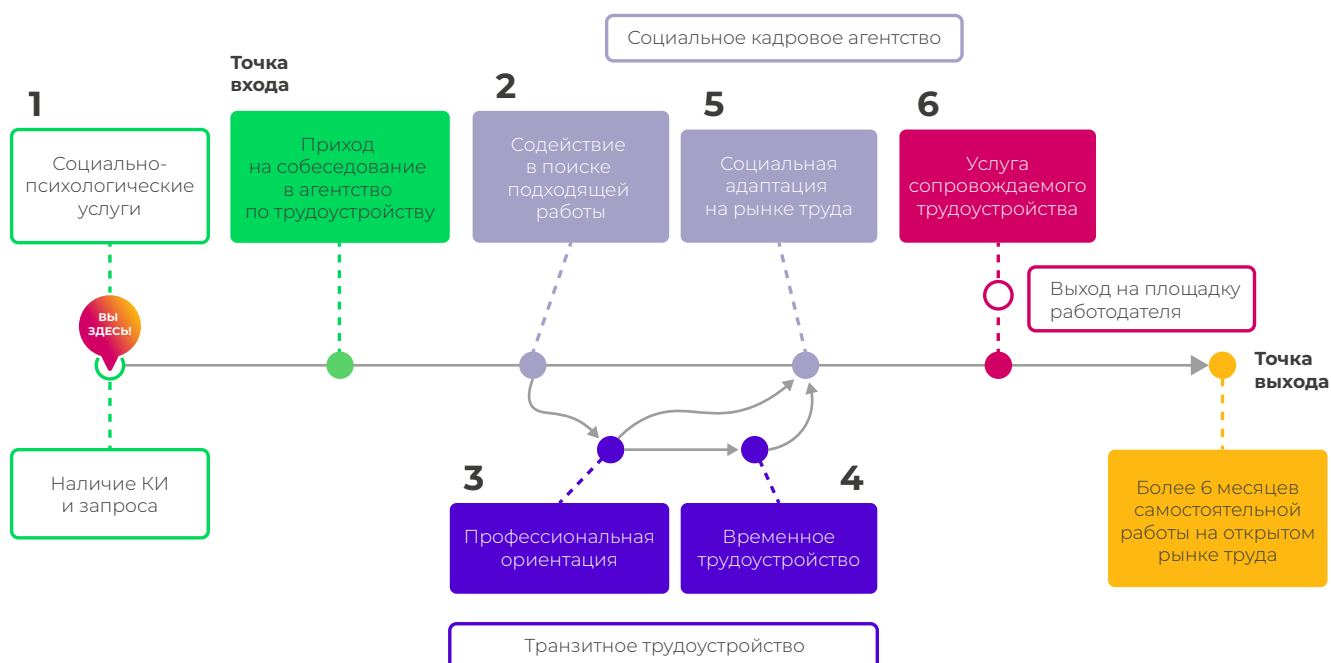 Социальное кадровое агентство
Точка
входа
1
2
5
6
Социально-
психологические
услуги
Приход
на собеседование
в агентство
по трудоустройству
Содействие
в поиске
подходящей
работы
Социальная
адаптация
на рынке труда
Услуга
сопровождаемого
трудоустройства
ВЫ
ЗДЕСЬ!
Выход на площадку
работодателя
Точка
выхода
Наличие КИ
и запроса
3
4
Профессиональная
ориентация
Временное
трудоустройство
Более 6 месяцев
самостоятельной
работы на открытом
рынке труда
Транзитное трудоустройство